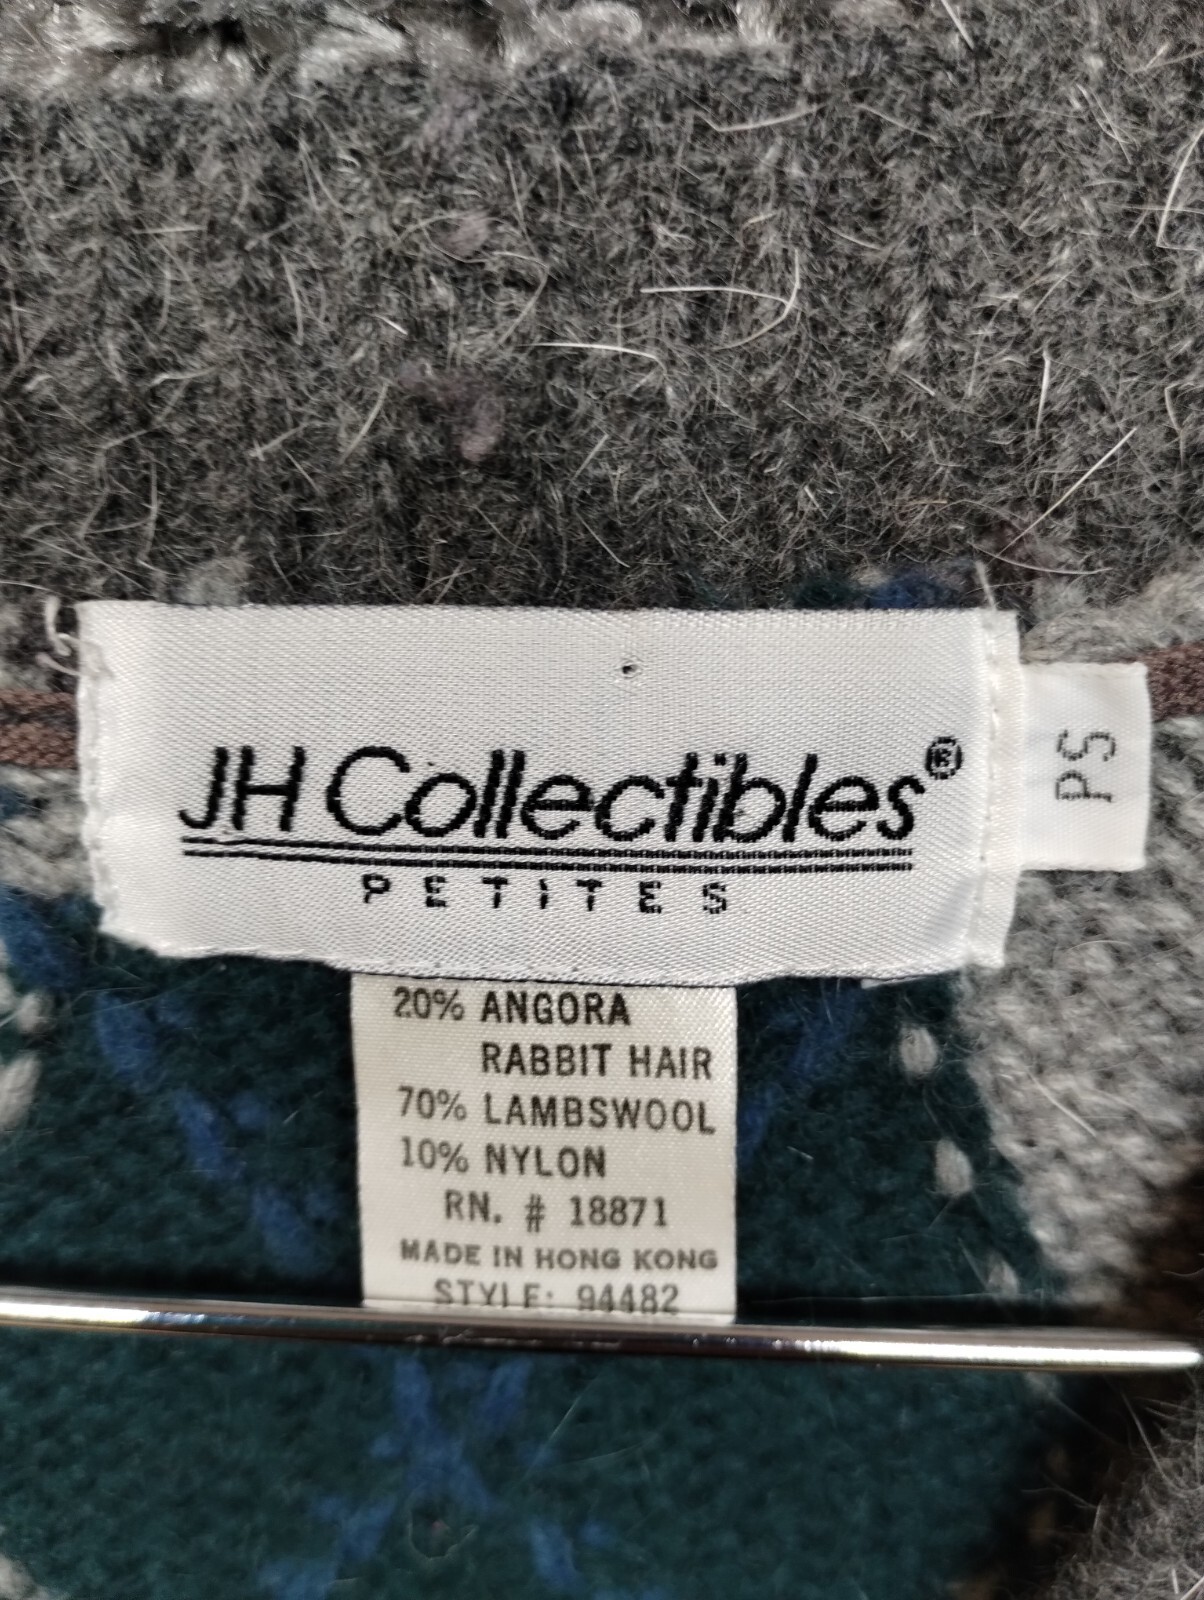 JH Collectibles®
PETITES
PS
20% ANGORA
RABBIT HAIR
70% LAMBSWOOL
10% NYLON
RN. # 18871
MADE IN HONG KONG
STYLE: 94482